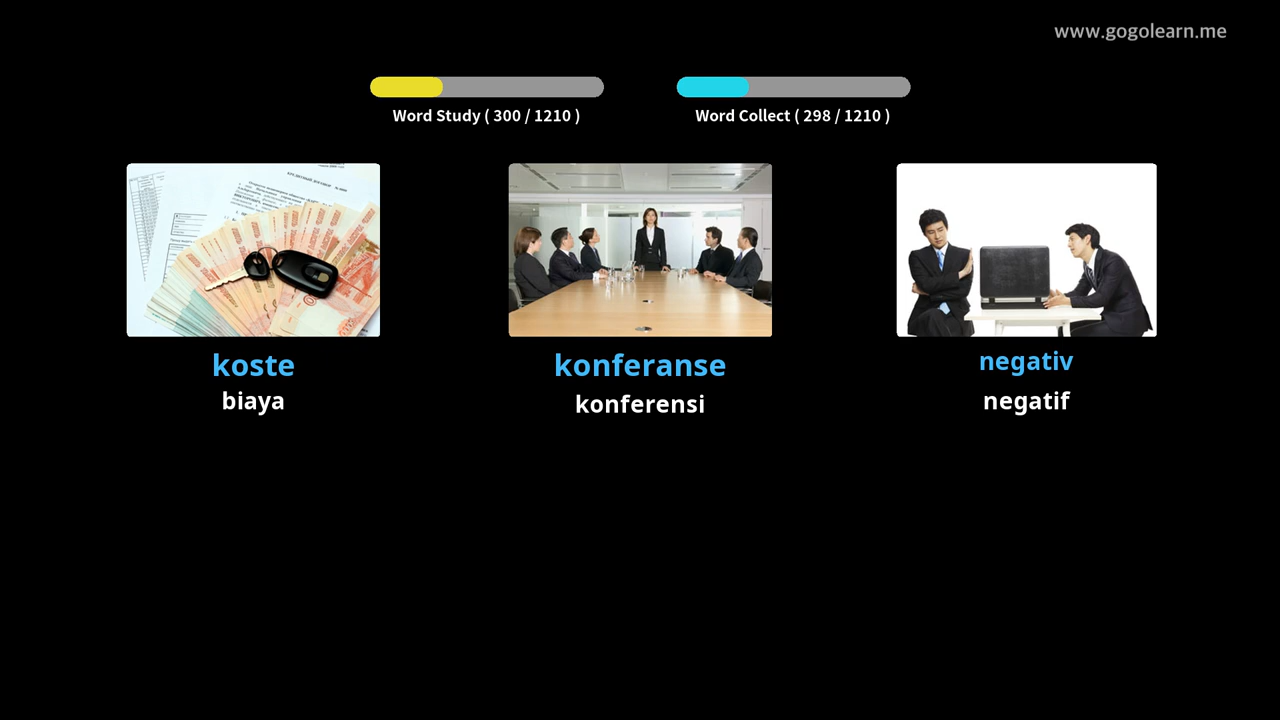 www.gogolearn.me
Word Study ( 300 / 1210 )
Word Collect ( 298 / 1210 )
koste
biaya
konferanse
konferensi
negativ
negatif